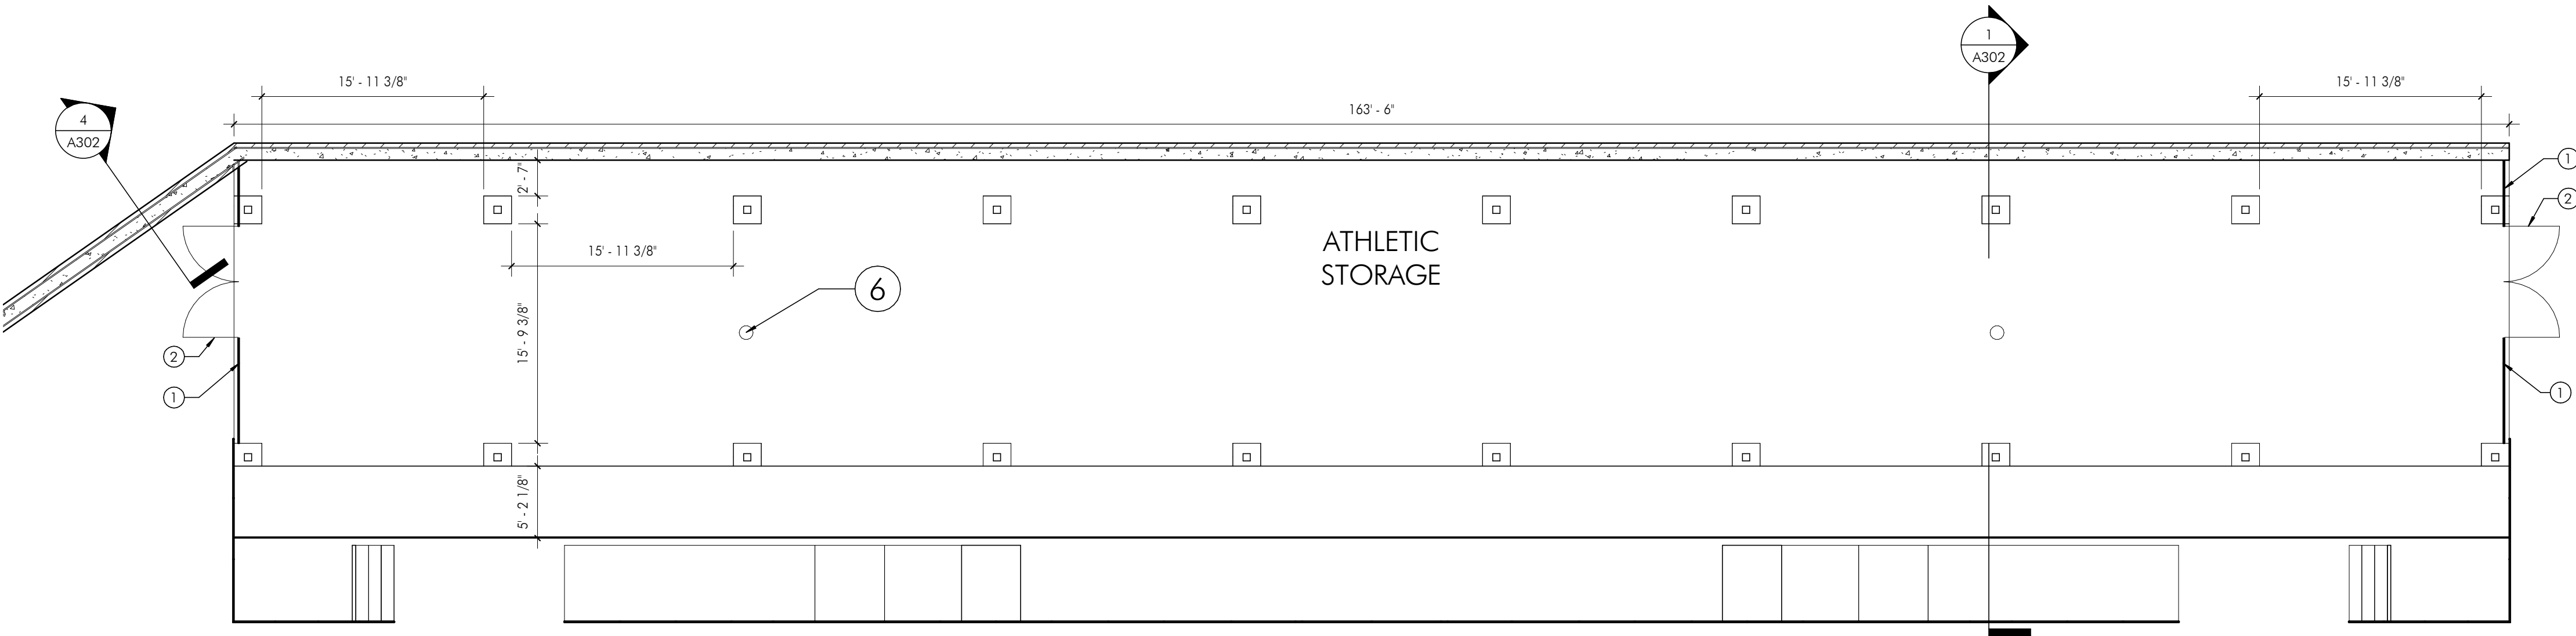 1
A302
15' - 11 3/8"
15' - 11 3/8"
163' - 6"
4
A302
1
2' - 7"
2
ATHLETIC
STORAGE
15' - 11 3/8"
6
15' - 9 3/8"
2
1
1
5' - 2 1/8"